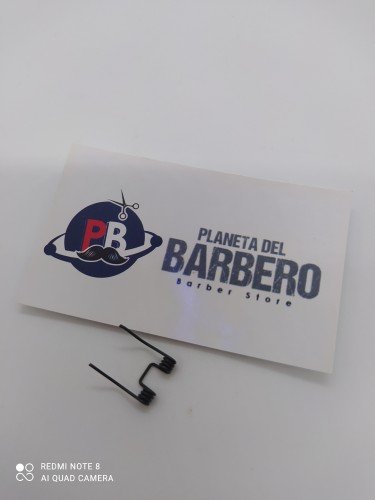 PB
PLANETA DEL
BARBERO
Barber Store
REDMI NOTE 8
AI QUAD CAMERA